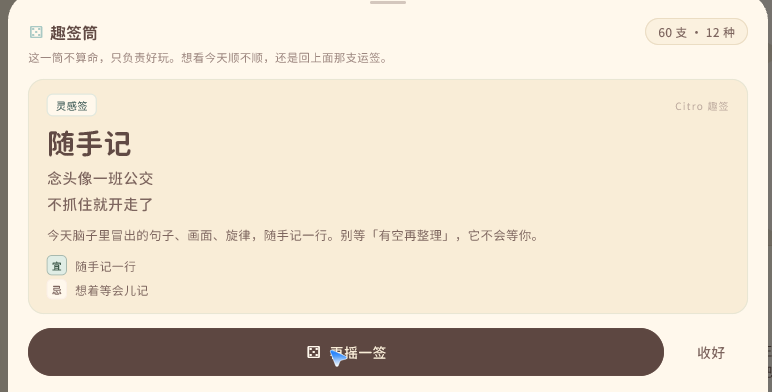 趣签筒
60 支 · 12 种
这一筒不算命，只负责好玩。想看今天顺不顺，还是回上面那支运签。
灵感签
Citro 趣签
随手记
念头像一班公交
不抓住就开走了
今天脑子里冒出的句子、画面、旋律，随手记一行。别等「有空再整理」，它不会等你。
宜 随手记一行
忌 想着等会儿记
再摇一签
收好